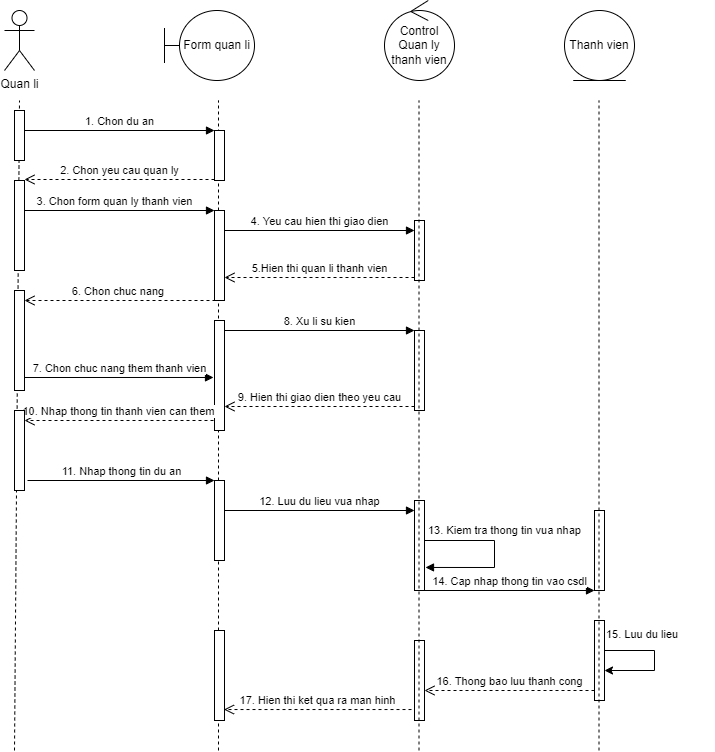 Quan li
Form quan li
Control
Quan ly
thanh vien
Thanh vien
1. Chon du an
2. Chon yeu cau quan ly
3. Chon form quan ly thanh vien
4. Yeu cau hien thi giao dien
5.Hien thi quan li thanh vien
6. Chon chuc nang
8. Xu li su kien
7. Chon chuc nang them thanh vien
9. Hien thi giao dien theo yeu cau
10. Nhap thong tin thanh vien can them
11. Nhap thong tin du an
12. Luu du lieu vua nhap
13. Kiem tra thong tin vua nhap
14. Cap nhap thong tin vao csdl
15. Luu du lieu
16. Thong bao luu thanh cong
17. Hien thi ket qua ra man hinh